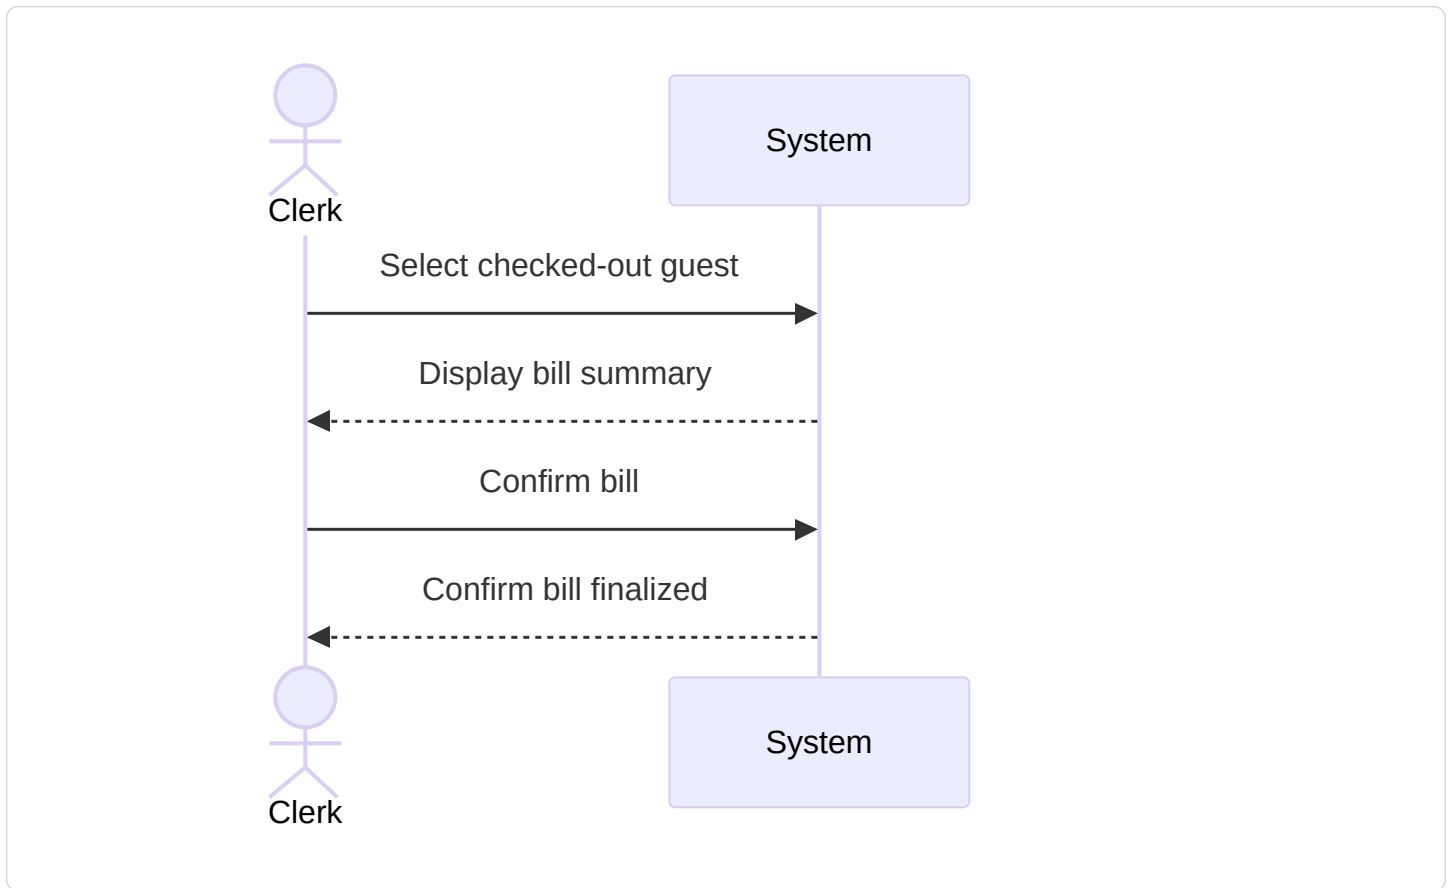 System
Clerk
Select checked-out guest
Display bill summary
Confirm bill
Confirm bill finalized
System
Clerk